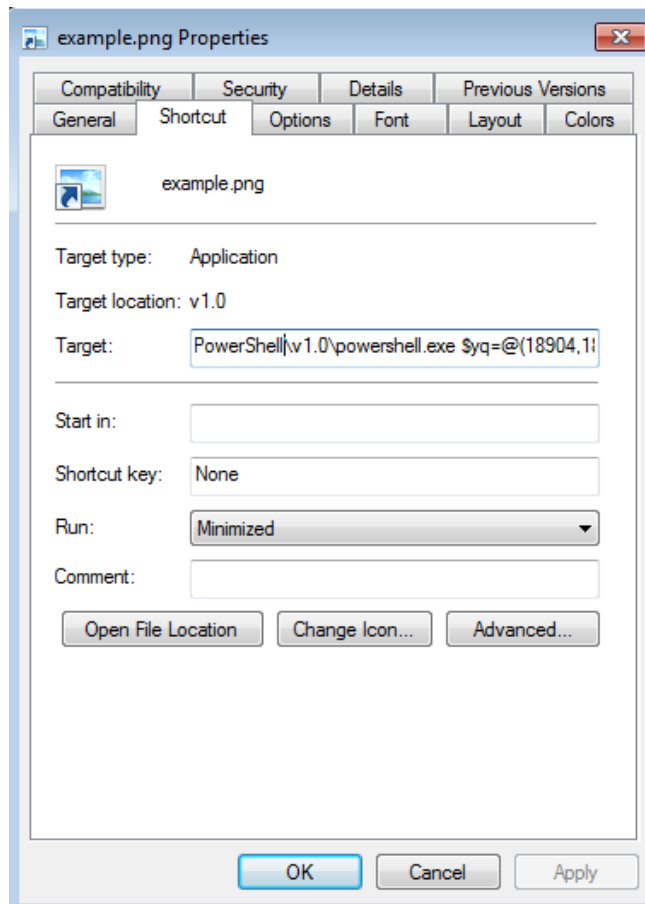 example.png Properties
Compatibility Security Details Previous Versions
General Shortcut Options Font Layout Colors
example.png
Target type: Application
Target location: v1.0
Target: PowerShell\v1.0\powershell.exe $yq=@(18904,18
Start in:
Shortcut key: None
Run: Minimized
Comment:
Open File Location Change Icon... Advanced...
OK Cancel Apply